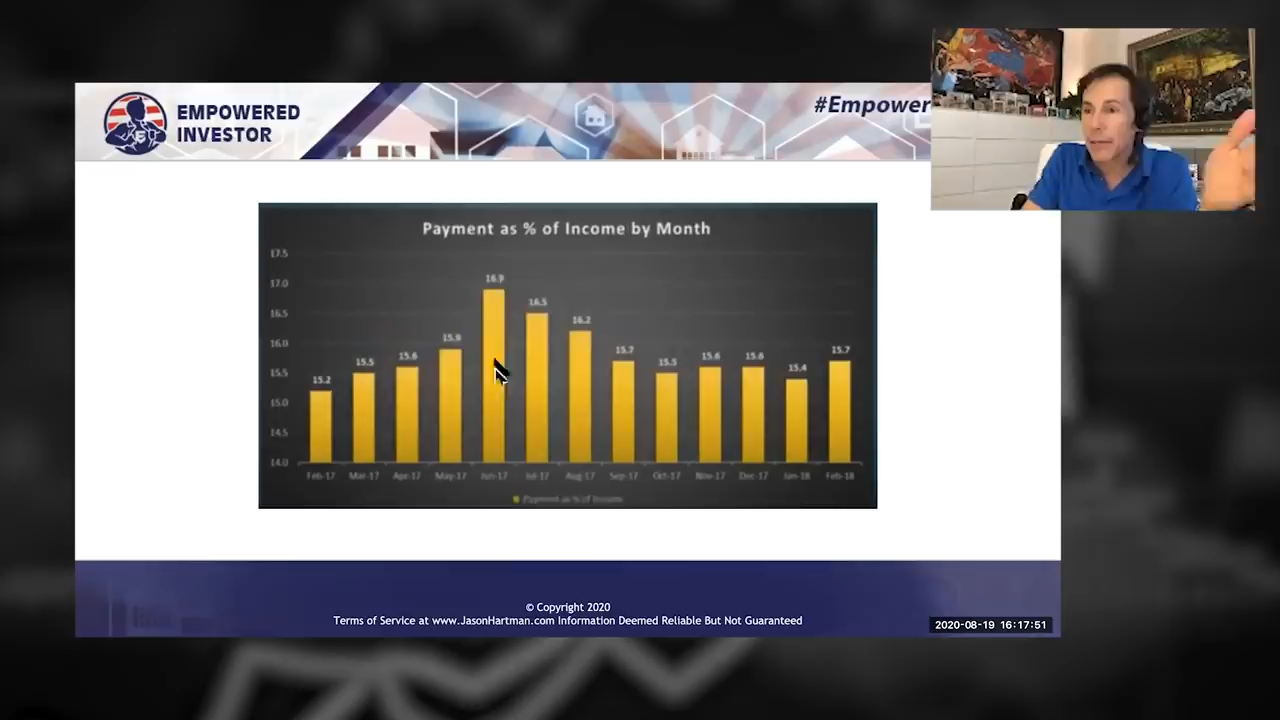 EMPOWERED
INVESTOR
#Empower
Payment as % of Income by Month
17.5
17.0
16.5
16.0
15.5
15.0
14.5
14.0
15.2
15.5
15.6
15.9
16.9
16.5
16.2
15.7
15.5
15.6
15.6
15.4
15.7
Feb-17 Mar-17 Apr-17 May-17 Jun-17 Jul-17 Aug-17 Sep-17 Oct-17 Nov-17 Dec-17 Jan-18 Feb-18
Payment as % of Income
© Copyright 2020
Terms of Service at www.JasonHartman.com Information Deemed Reliable But Not Guaranteed
2020-08-19 16:17:51